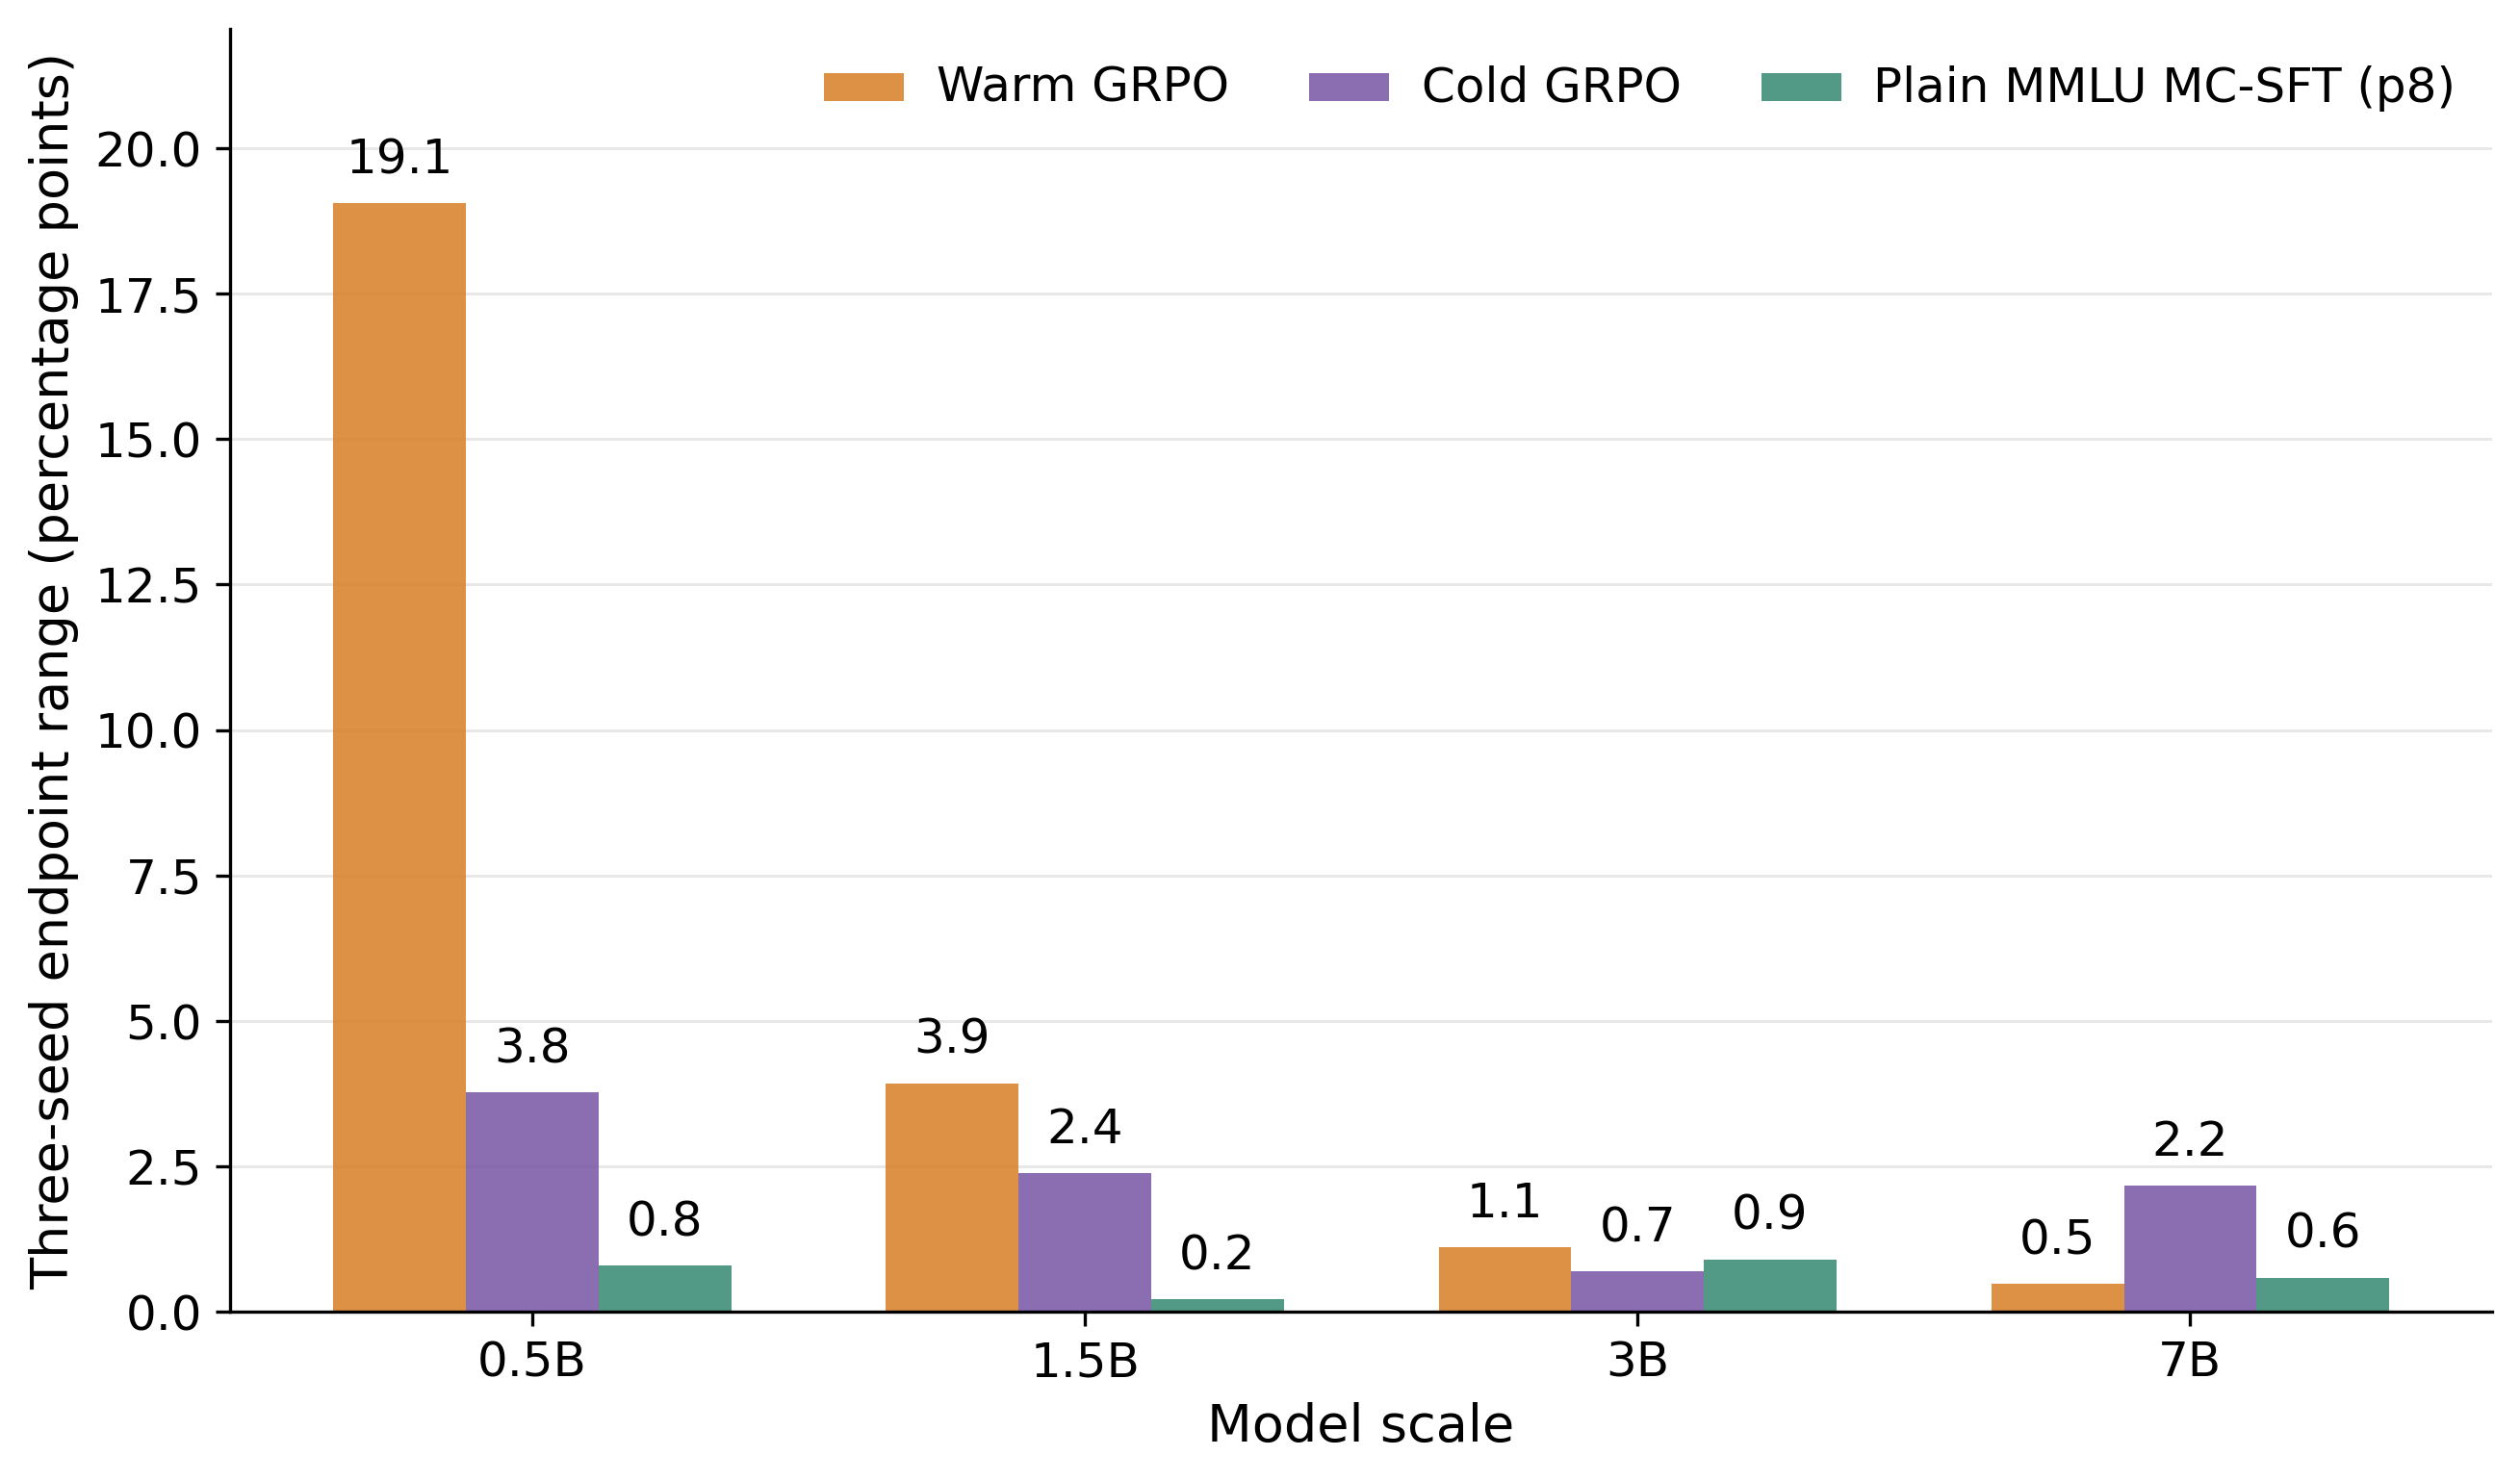 Warm GRPO
Cold GRPO
Plain MMLU MC-SFT (p8)
Three-seed endpoint range (percentage points)
20.0
17.5
15.0
12.5
10.0
7.5
5.0
2.5
0.0
19.1
3.8
0.8
3.9
2.4
0.2
1.1
0.7
0.9
0.5
2.2
0.6
0.5B
1.5B
3B
7B
Model scale